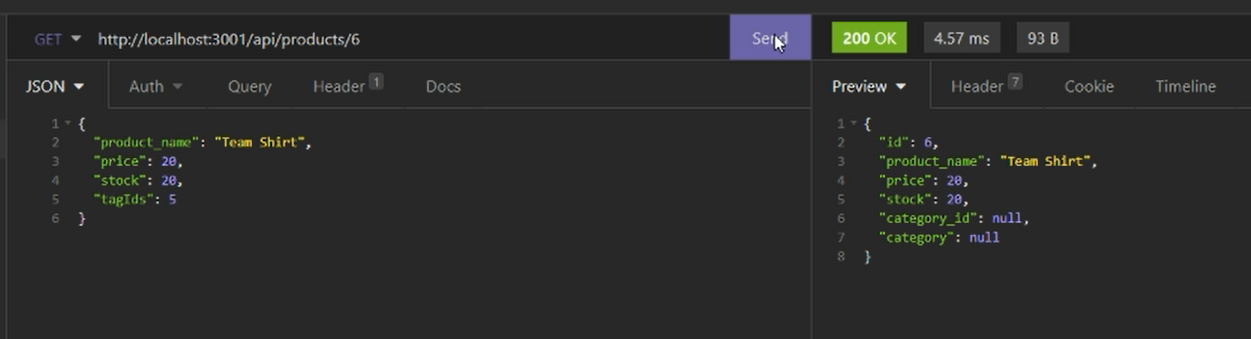 GET http://localhost:3001/api/products/6 Send 200 OK 4.57 ms 93 B
JSON Auth Query Header 1 Docs Preview Header 7 Cookie Timeline
1 {
2 "product_name": "Team Shirt",
3 "price": 20,
4 "stock": 20,
5 "tagIds": 5
6 }
1 {
2 "id": 6,
3 "product_name": "Team Shirt",
4 "price": 20,
5 "stock": 20,
6 "category_id": null,
7 "category": null
8 }